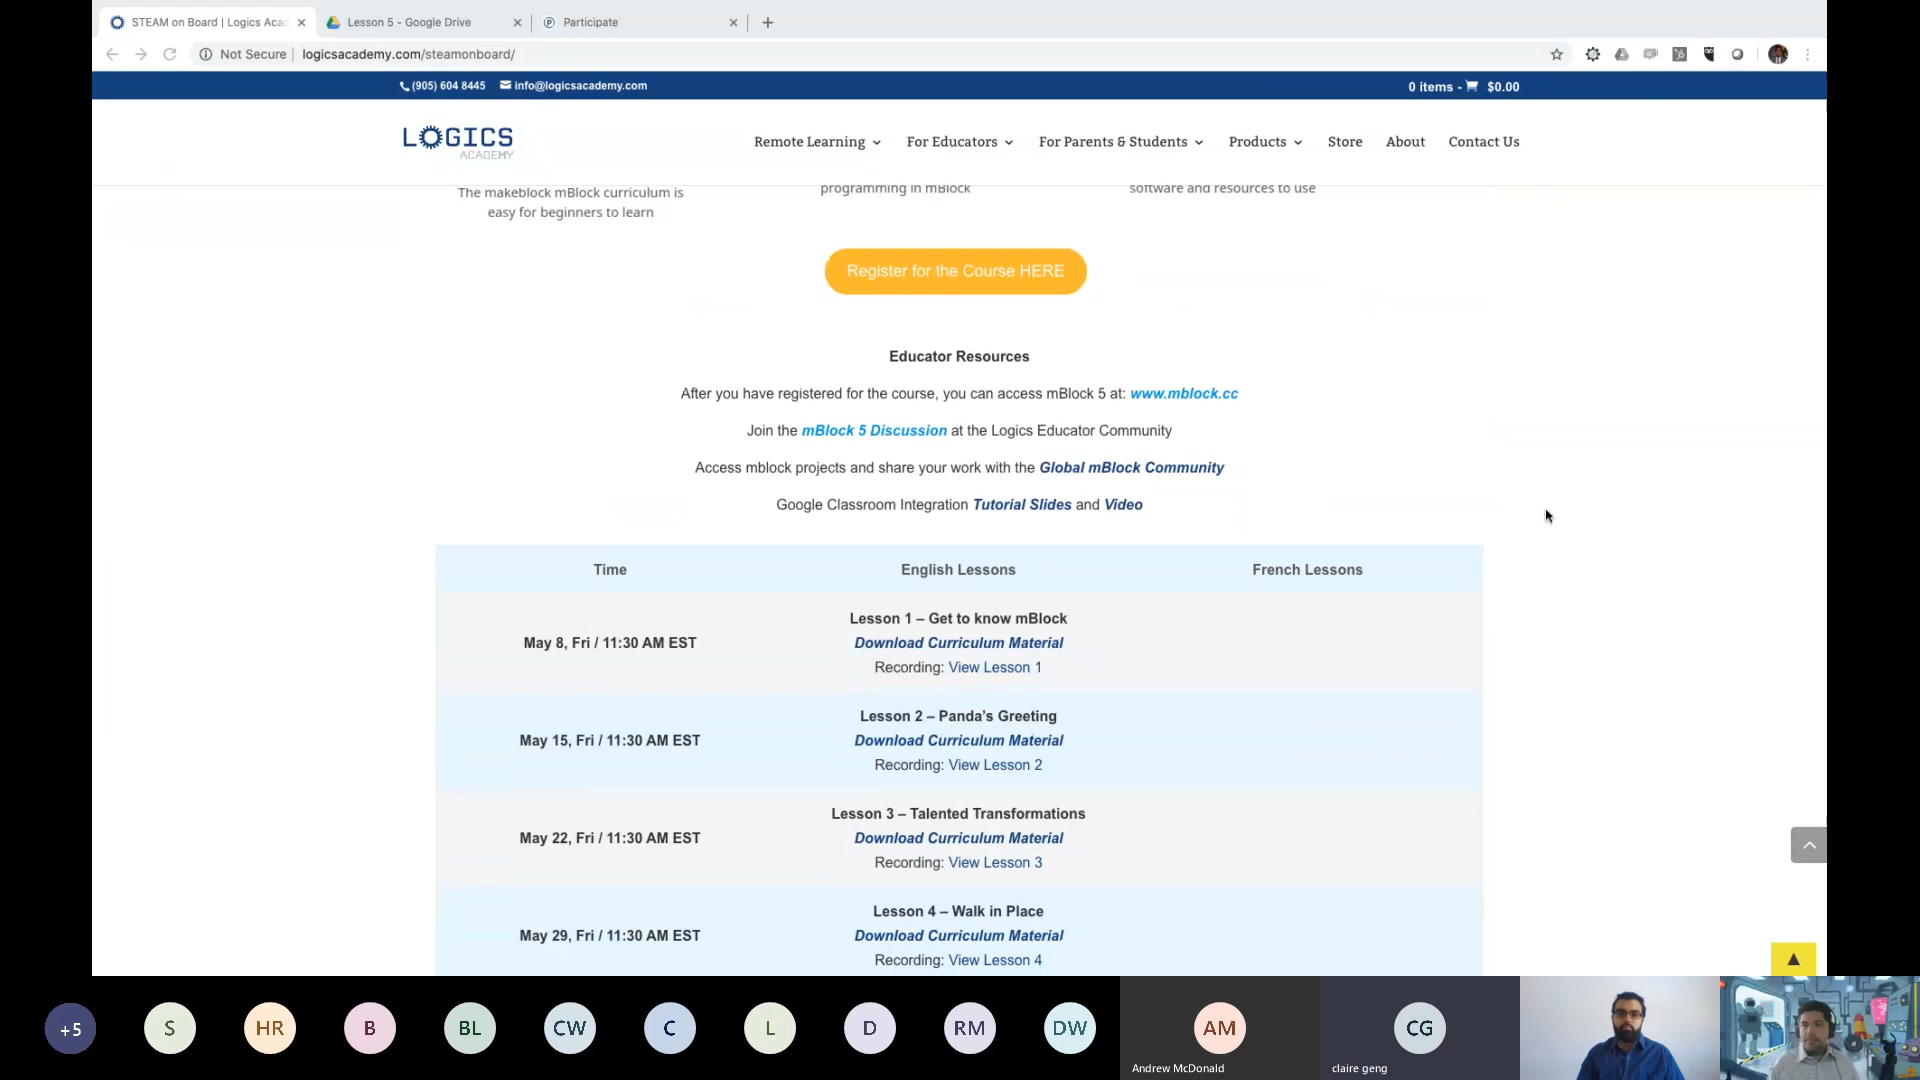 STEAM on Board | Logics Aca
Lesson 5 - Google Drive
Participate
Not Secure | logicsacademy.com/steamonboard/
(905) 604 8445 info@logicsacademy.com
0 items - $0.00
LOGICS
ACADEMY
Remote Learning For Educators For Parents & Students Products Store About Contact Us
The makeblock mBlock curriculum is
easy for beginners to learn
programming in mBlock
software and resources to use
Register for the Course HERE
Educator Resources
After you have registered for the course, you can access mBlock 5 at: www.mblock.cc
Join the mBlock 5 Discussion at the Logics Educator Community
Access mblock projects and share your work with the Global mBlock Community
Google Classroom Integration Tutorial Slides and Video
Time English Lessons French Lessons
Lesson 1 – Get to know mBlock
May 8, Fri / 11:30 AM EST Download Curriculum Material
Recording: View Lesson 1
Lesson 2 – Panda's Greeting
May 15, Fri / 11:30 AM EST Download Curriculum Material
Recording: View Lesson 2
Lesson 3 – Talented Transformations
May 22, Fri / 11:30 AM EST Download Curriculum Material
Recording: View Lesson 3
Lesson 4 – Walk in Place
May 29, Fri / 11:30 AM EST Download Curriculum Material
Recording: View Lesson 4
+5 S HR B BL CW C L D RM DW AM CG
Andrew McDonald claire geng